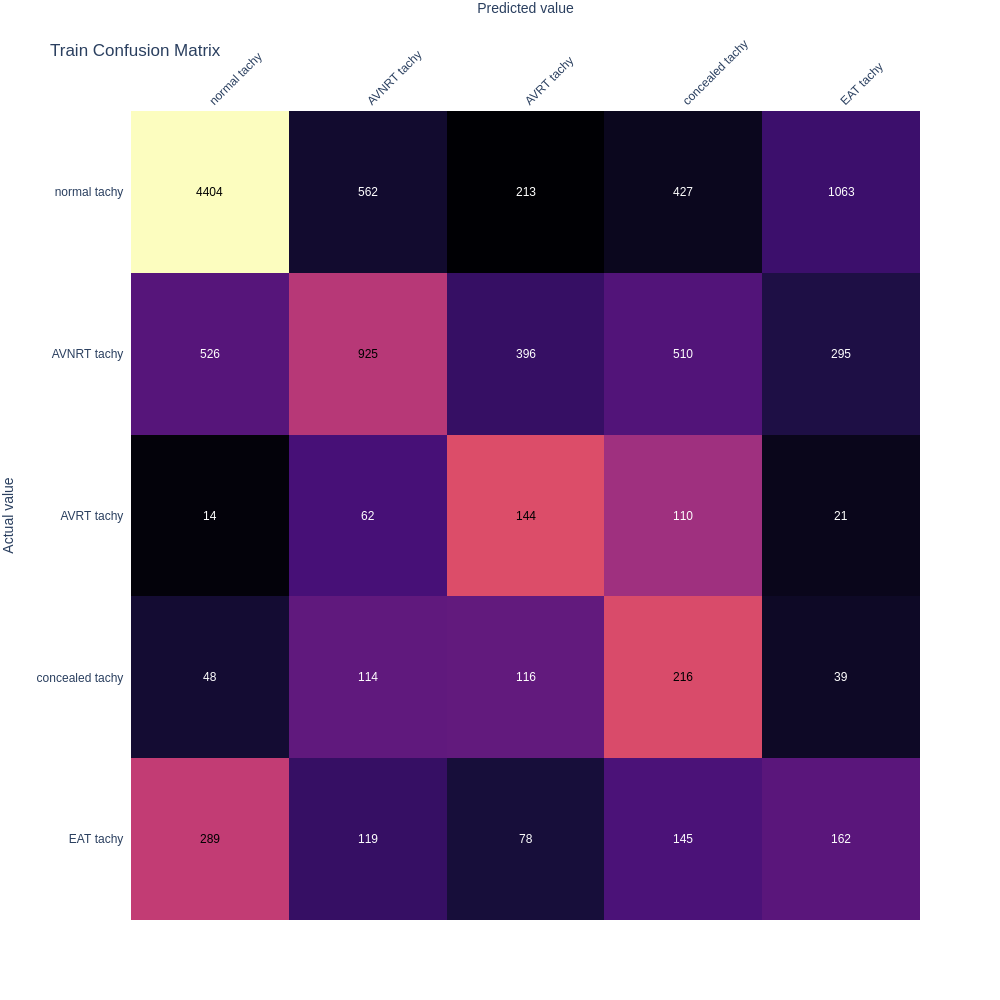 Predicted value
Train Confusion Matrix
normal tachy
AVNRT tachy
AVRT tachy
concealed tachy
EAT tachy
Actual value
normal tachy 4404 562 213 427 1063
AVNRT tachy 526 925 396 510 295
AVRT tachy 14 62 144 110 21
concealed tachy 48 114 116 216 39
EAT tachy 289 119 78 145 162